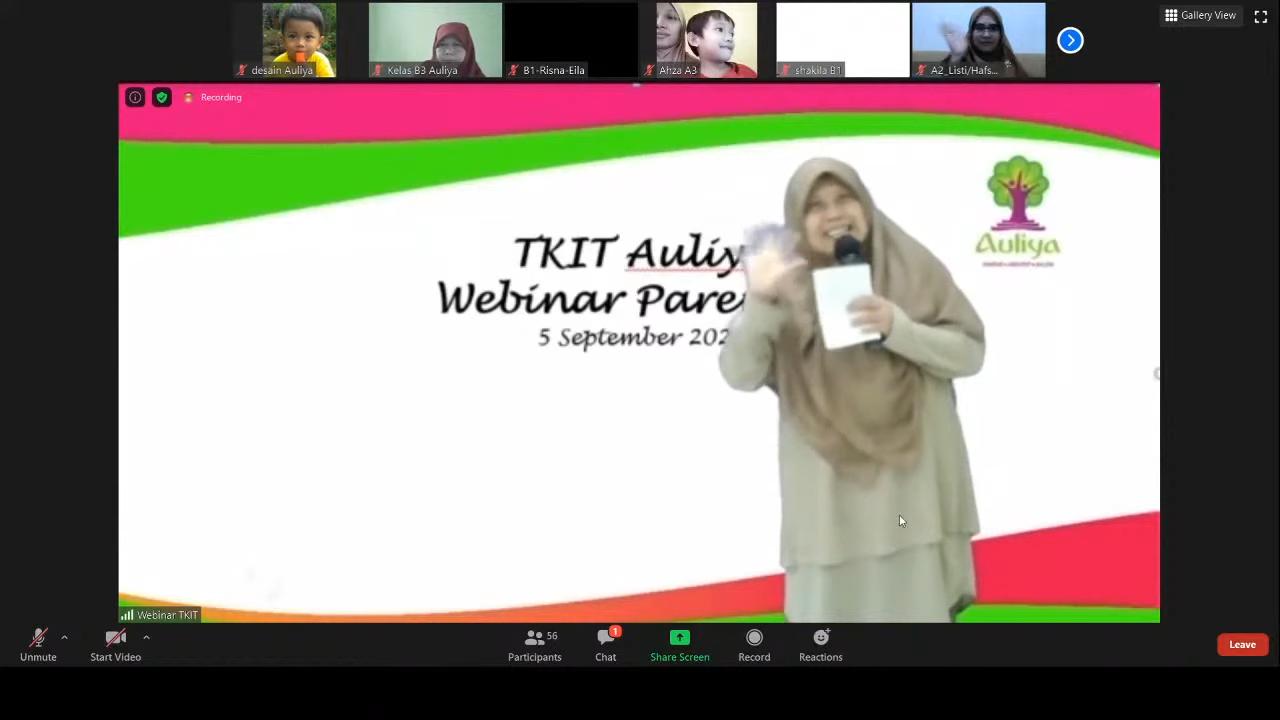 Gallery View
desain Auliya
Kelas B3 Auliya
B1-Risna-Eila
Ahza A3
shakila B1
A2_Listi/Hafs...
Recording
TKIT Auliy
Webinar Pare
5 September 202
Auliya
Webinar TKIT
Unmute
Start Video
56
Participants
1
Chat
Share Screen
Record
Reactions
Leave